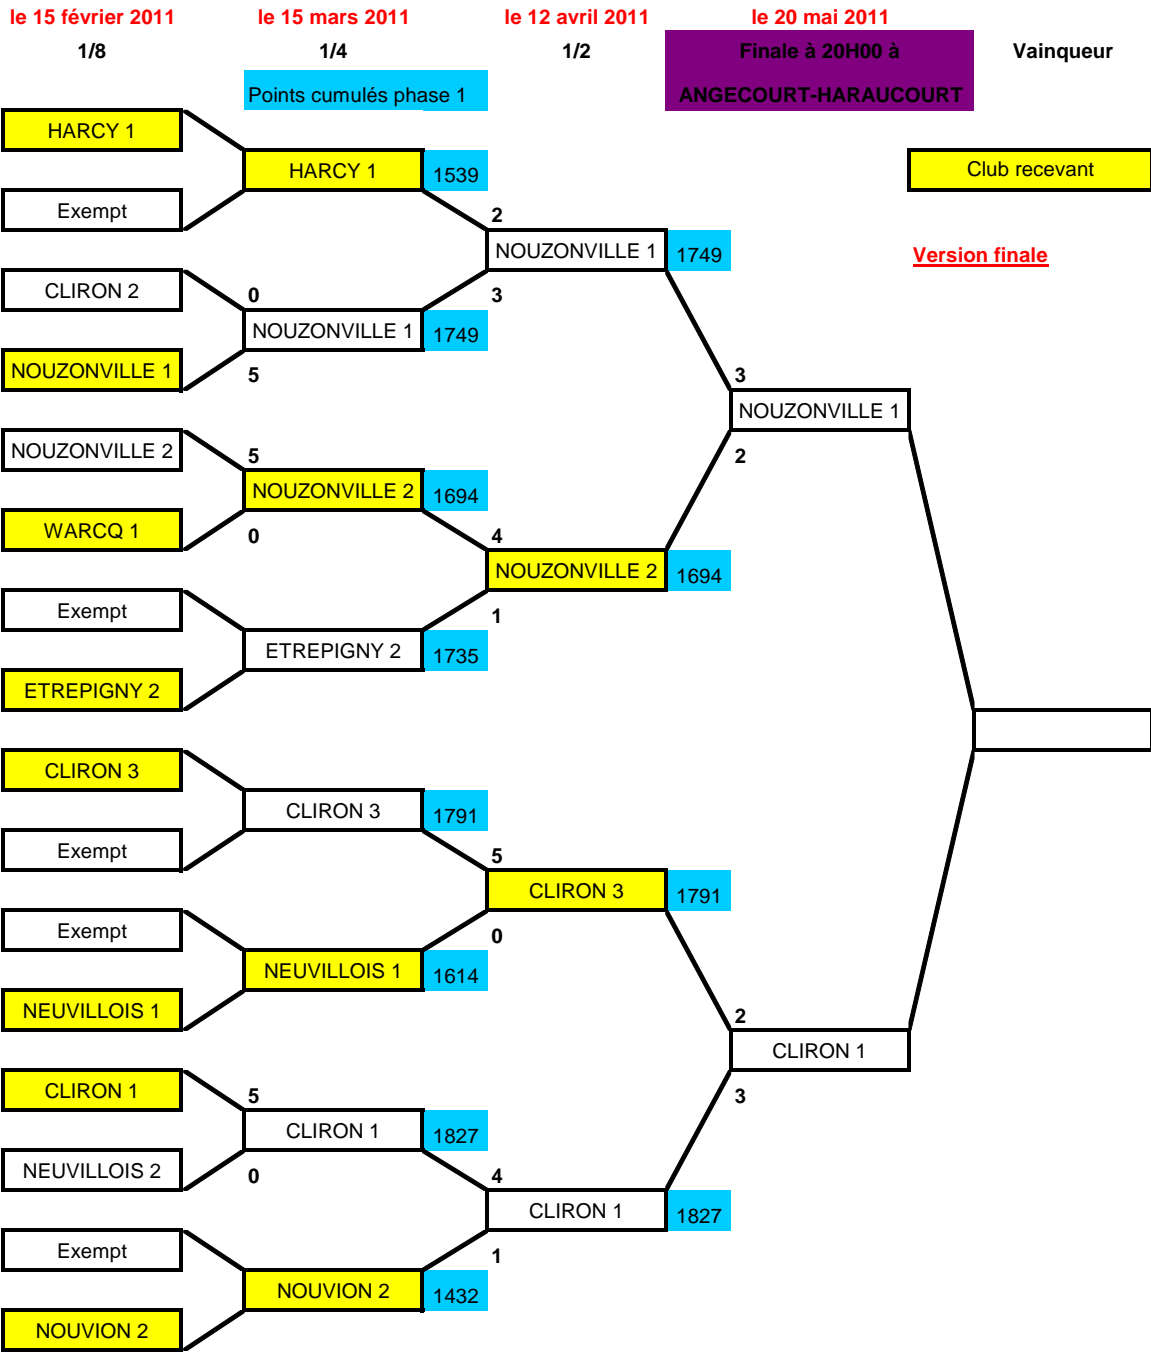 le 15 février 2011 le 15 mars 2011 le 12 avril 2011 le 20 mai 2011
1/8 1/4 1/2 Finale à 20H00 à Vainqueur
Points cumulés phase 1 ANGECOURT-HARAUCOURT
HARCY 1
HARCY 1 1539 Club recevant
Exempt 2
NOUZONVILLE 1 1749 Version finale
CLIRON 2 0 3
NOUZONVILLE 1 1749
NOUZONVILLE 1 5 3
NOUZONVILLE 1
NOUZONVILLE 2 5 2
NOUZONVILLE 2 1694
WARCQ 1 0 4
NOUZONVILLE 2 1694
Exempt 1
ETREPIGNY 2 1735
ETREPIGNY 2
CLIRON 3
CLIRON 3 1791
Exempt 5
CLIRON 3 1791
Exempt 0
NEUVILLOIS 1 1614
NEUVILLOIS 1 2
CLIRON 1
CLIRON 1 5 3
CLIRON 1 1827
NEUVILLOIS 2 0 4
CLIRON 1 1827
Exempt 1
NOUVION 2 1432
NOUVION 2